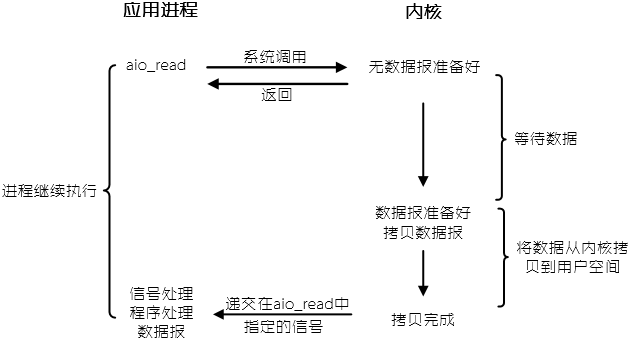 应用进程
内核
aio_read
系统调用
无数据报准备好
返回
等待数据
进程继续执行
数据报准备好
拷贝数据报
将数据从内核拷
贝到用户空间
信号处理
程序处理
数据报
递交在aio_read中
指定的信号
拷贝完成